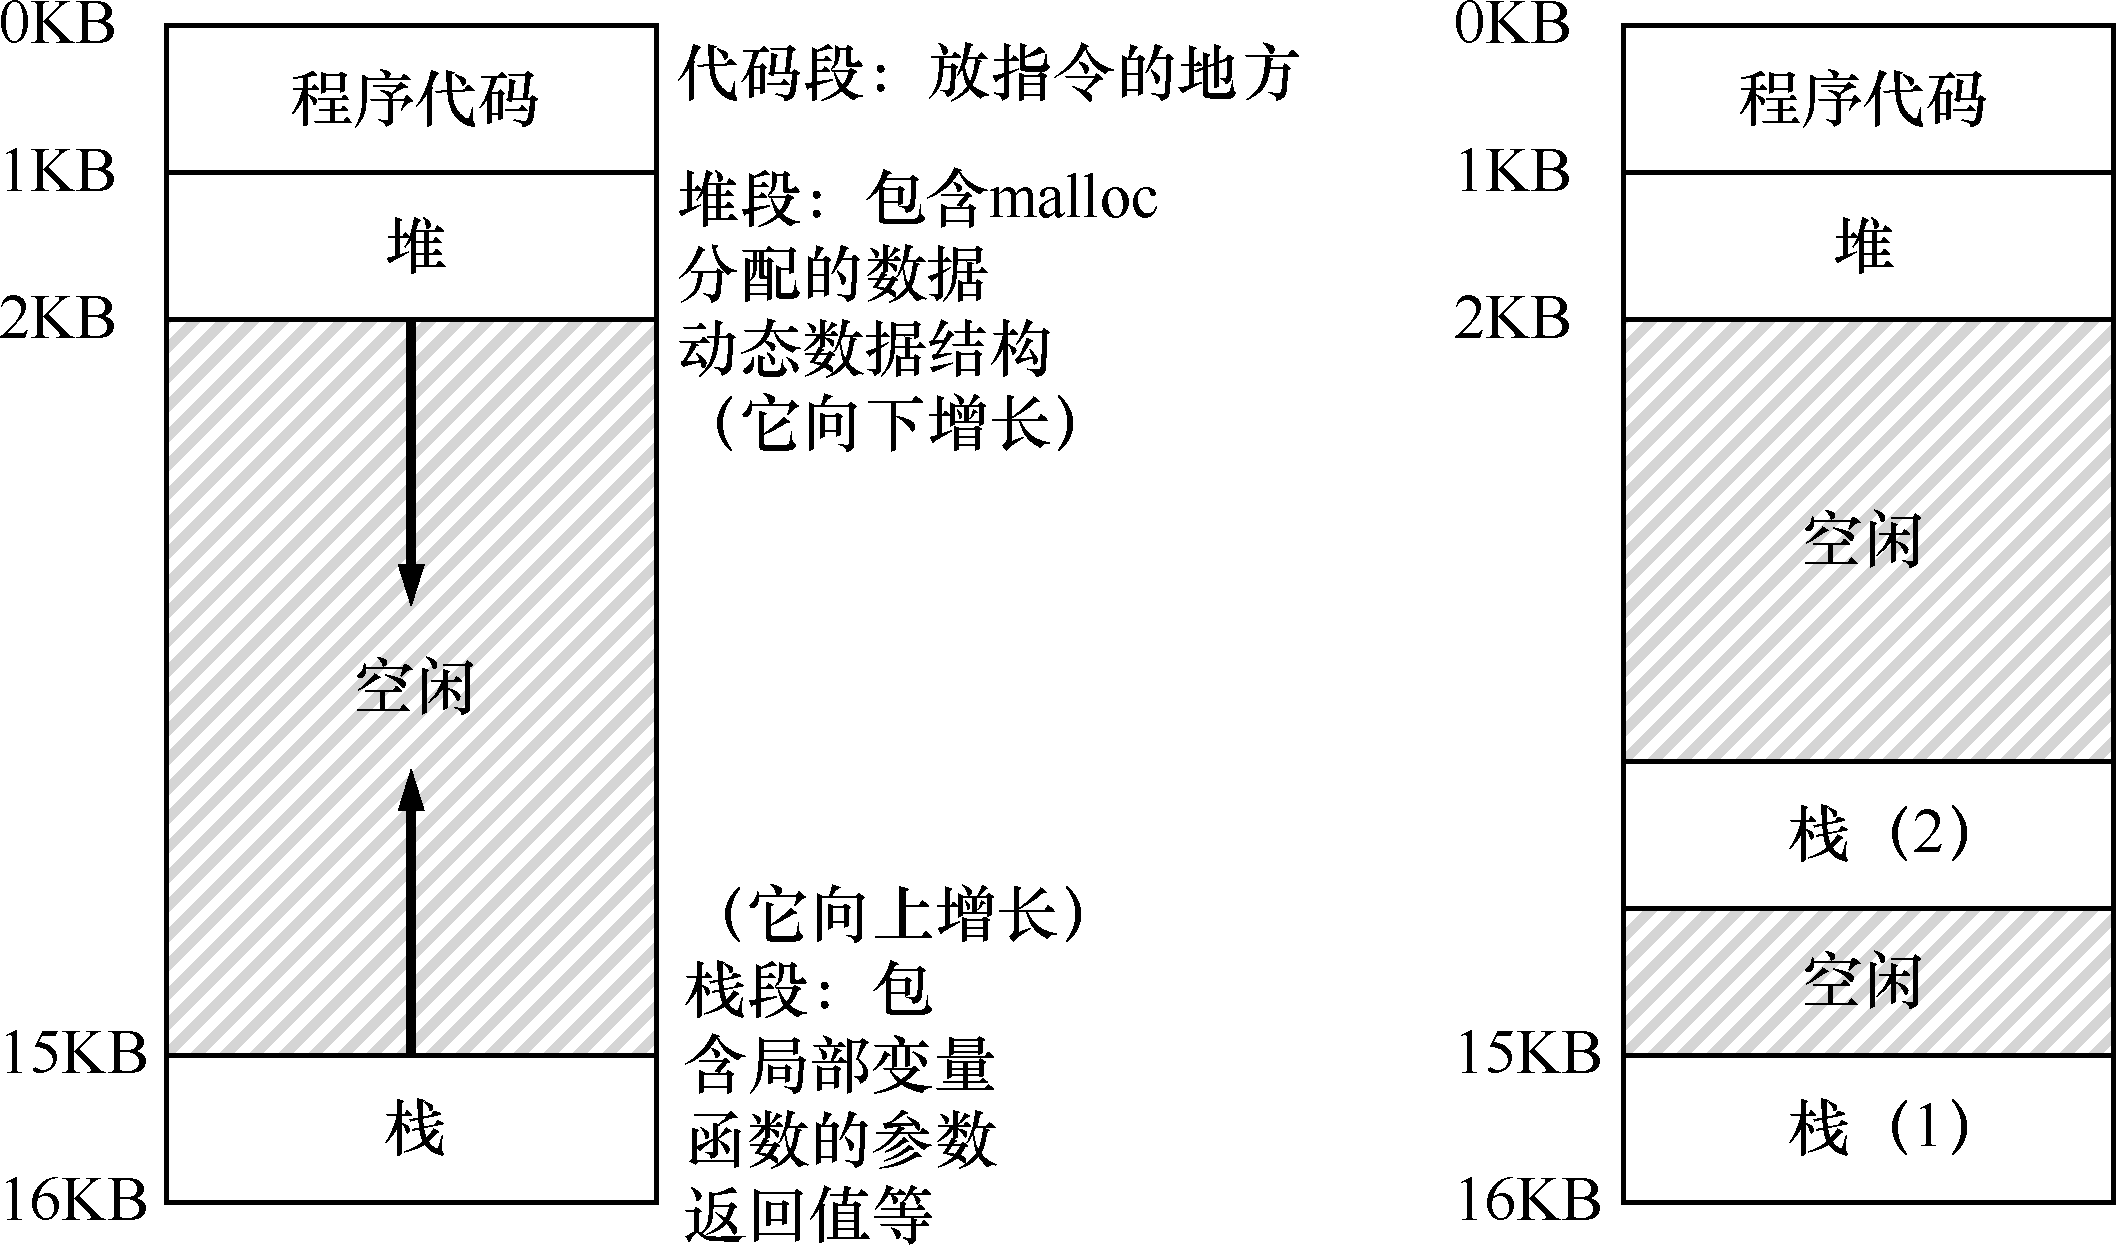 0KB
程序代码
代码段：放指令的地方
1KB
堆段：包含malloc
堆
分配的数据
2KB
动态数据结构
（它向下增长）
空闲
（它向上增长）
栈段：包
15KB
含局部变量
栈
函数的参数
16KB
返回值等
0KB
程序代码
1KB
堆
2KB
空闲
栈（2）
空闲
15KB
栈（1）
16KB